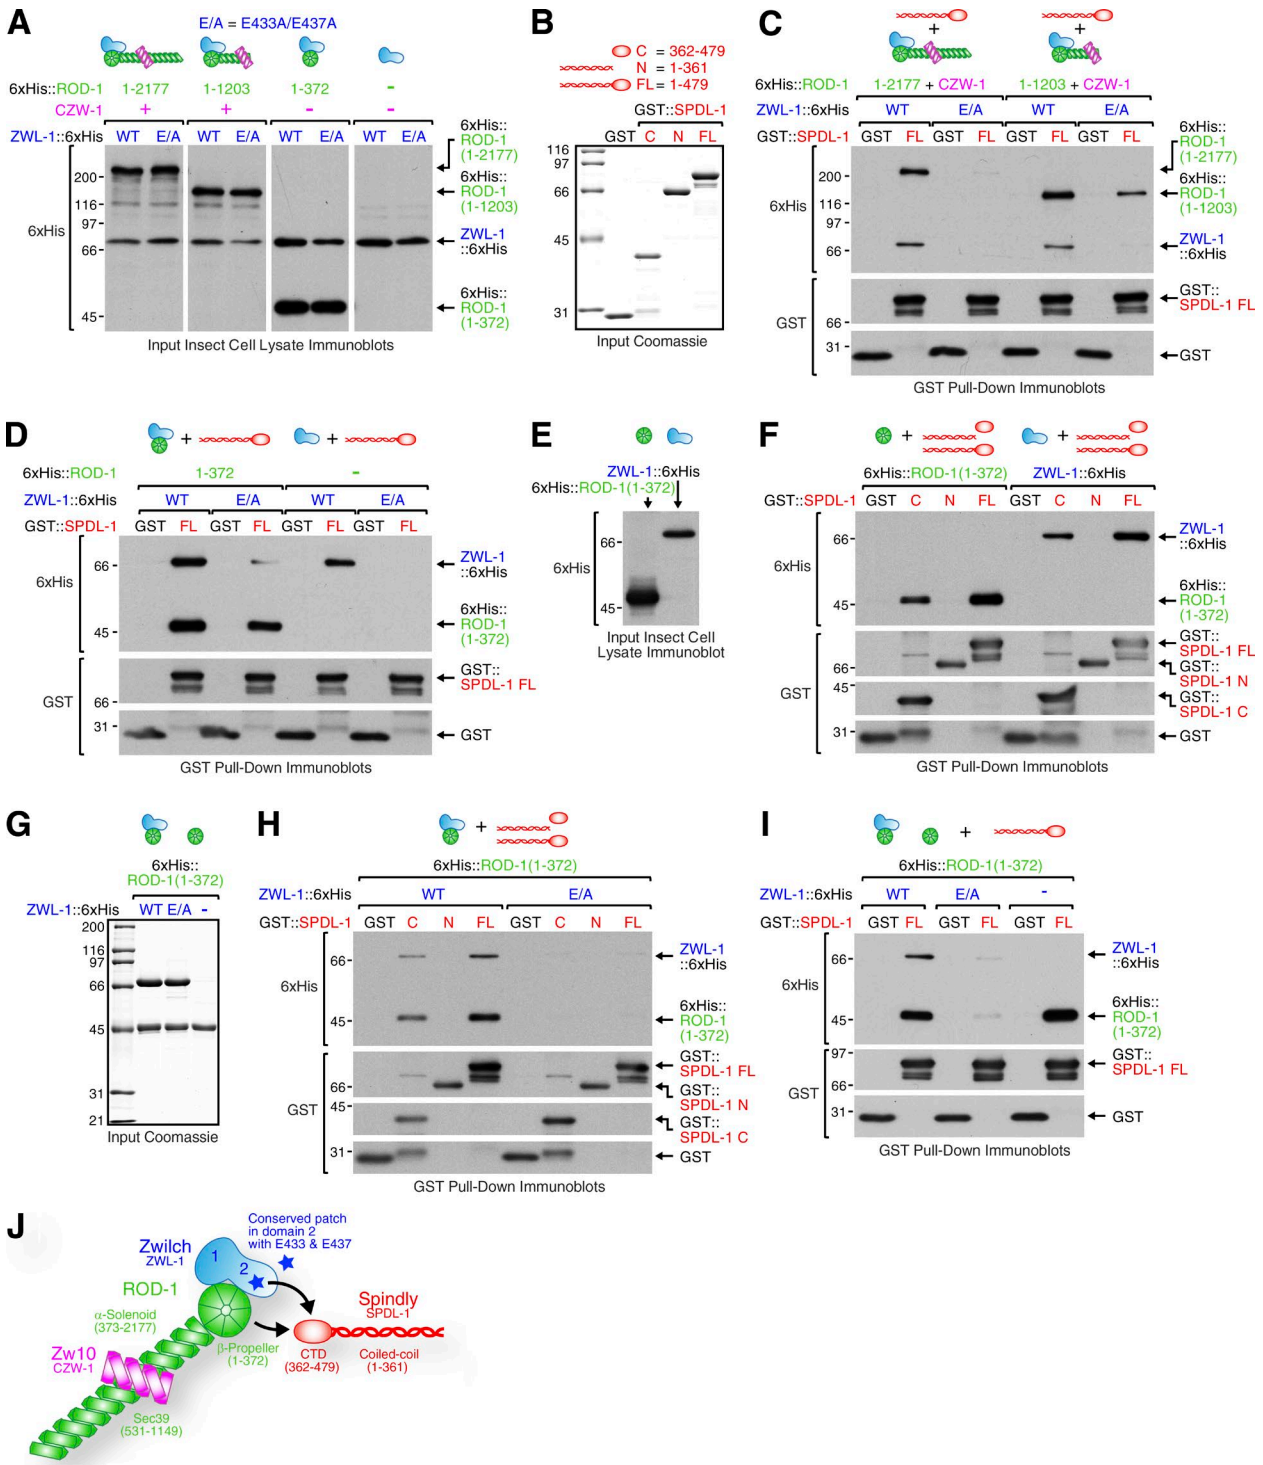 A
E/A = E433A/E437A
6xHis::ROD-1 1-2177 1-1203 1-372 -
CZW-1 + + - -
ZWL-1::6xHis WT E/A WT E/A WT E/A WT E/A
200
116
97
66
45
6xHis
6xHis::
ROD-1
(1-2177)
6xHis::
ROD-1
(1-1203)
ZWL-1
::6xHis
6xHis::
ROD-1
(1-372)
Input Insect Cell Lysate Immunoblots
B
C = 362-479
N = 1-361
FL = 1-479
GST::SPDL-1
GST C N FL
116
97
66
45
31
Input Coomassie
C
+ +
6xHis::ROD-1 1-2177 + CZW-1 1-1203 + CZW-1
ZWL-1::6xHis WT E/A WT E/A
GST::SPDL-1 GST FL GST FL GST FL GST FL
200
116
97
66
6xHis
66
31
GST
6xHis::
ROD-1
(1-2177)
6xHis::
ROD-1
(1-1203)
ZWL-1
::6xHis
GST::
SPDL-1 FL
GST
GST Pull-Down Immunoblots
D
+ +
6xHis::ROD-1 1-372 -
ZWL-1::6xHis WT E/A WT E/A
GST::SPDL-1 GST FL GST FL GST FL GST FL
66
45
6xHis
66
31
GST
ZWL-1
::6xHis
6xHis::
ROD-1
(1-372)
GST::
SPDL-1 FL
GST
GST Pull-Down Immunoblots
E
ZWL-1::6xHis
6xHis::ROD-1(1-372)
66
45
6xHis
Input Insect Cell
Lysate Immunoblot
F
+ +
6xHis::ROD-1(1-372) ZWL-1::6xHis
GST::SPDL-1 GST C N FL GST C N FL
66
45
6xHis
66
45
31
GST
ZWL-1
::6xHis
6xHis::
ROD-1
(1-372)
GST::
SPDL-1 FL
GST::
SPDL-1 N
GST::
SPDL-1 C
GST
GST Pull-Down Immunoblots
G
6xHis::
ROD-1(1-372)
ZWL-1::6xHis WT E/A -
200
116
97
66
45
31
21
Input Coomassie
H
+
6xHis::ROD-1(1-372)
ZWL-1::6xHis WT E/A
GST::SPDL-1 GST C N FL GST C N FL
66
45
6xHis
66
45
31
GST
ZWL-1
::6xHis
6xHis::
ROD-1
(1-372)
GST::
SPDL-1 FL
GST::
SPDL-1 N
GST::
SPDL-1 C
GST
GST Pull-Down Immunoblots
I
+
6xHis::ROD-1(1-372)
ZWL-1::6xHis WT E/A -
GST::SPDL-1 GST FL GST FL GST FL
66
45
6xHis
97
66
31
GST
ZWL-1
::6xHis
6xHis::
ROD-1
(1-372)
GST::
SPDL-1 FL
GST
GST Pull-Down Immunoblots
J
Conserved patch
in domain 2
with E433 & E437
Zwilch
ZWL-1
1
2
ROD-1
α-Solenoid
(373-2177)
Spindly
SPDL-1
Zw10
CZW-1
β-Propeller
(1-372)
CTD
(362-479)
Coiled-coil
(1-361)
Sec39
(531-1149)